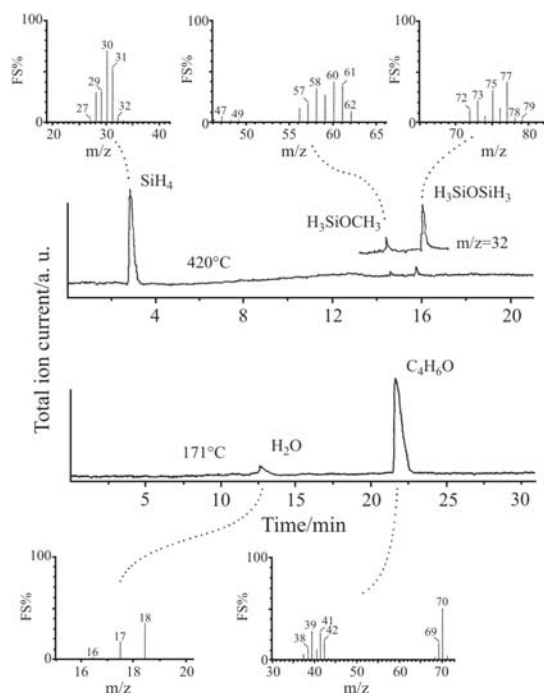 100
FS%
0
27
29
30
31
32
20 30 40
m/z
100
FS%
0
47
49
57
58
60
61
62
50 55 60 65
m/z
100
FS%
0
72
73
75
77
78
79
70 80
m/z
SiH₄
H₃SiOCH₃
H₃SiOSiH₃
m/z=32
420°C
4 8 12 16 20
Total ion current/a. u.
171°C
H₂O
C₄H₆O
5 10 15 20 25 30
Time/min
100
FS%
0
16
17
18
16 18 20
m/z
100
FS%
0
38
39
41
42
69
70
30 40 50 60 70
m/z